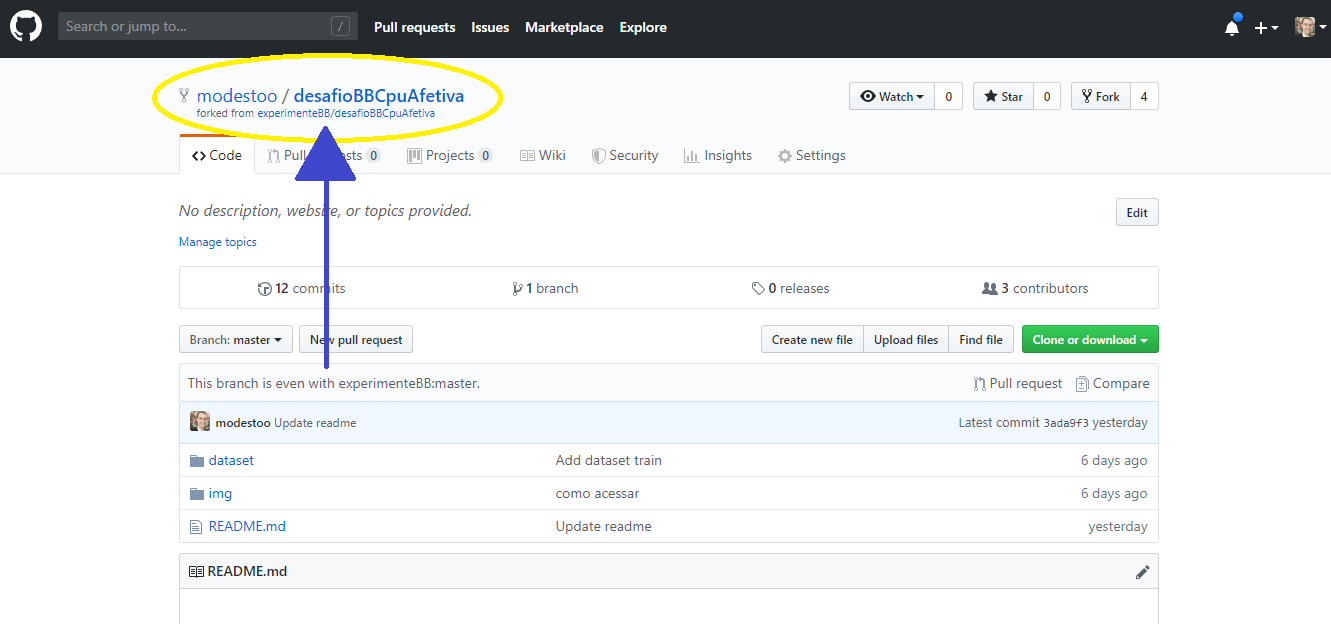 Search or jump to... / Pull requests Issues Marketplace Explore
modestoo / desafioBBCpuAfetiva Watch 0 Star 0 Fork 4
forked from experimenteBB/desafioBBCpuAfetiva
Code Pull requests 0 Projects 0 Wiki Security Insights Settings
No description, website, or topics provided. Edit
Manage topics
12 commits 1 branch 0 releases 3 contributors
Branch: master New pull request Create new file Upload files Find file Clone or download
This branch is even with experimenteBB:master. Pull request Compare
modestoo Update readme Latest commit 3ada9f3 yesterday
dataset Add dataset train 6 days ago
img como acessar 6 days ago
README.md Update readme yesterday
README.md